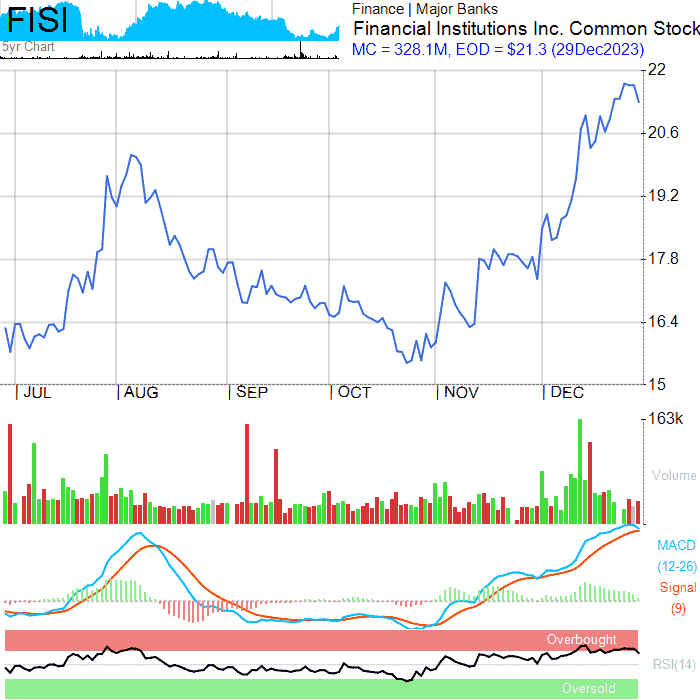 FISI
5yr Chart
Finance | Major Banks
Financial Institutions Inc. Common Stock
MC = 328.1M, EOD = $21.3 (29Dec2023)
22
20.6
19.2
17.8
16.4
15
JUL AUG SEP OCT NOV DEC
163k
Volume
MACD
(12-26)
Signal
(9)
Overbought
RSI(14)
Oversold